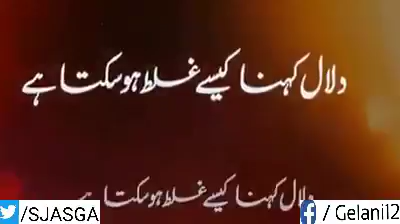 دلال کہنا کیسے غلط ہو سکتا ہے
دلال کہنا کیسے غلط ہو سکتا ہے
/SJASGA
/ Gelani12